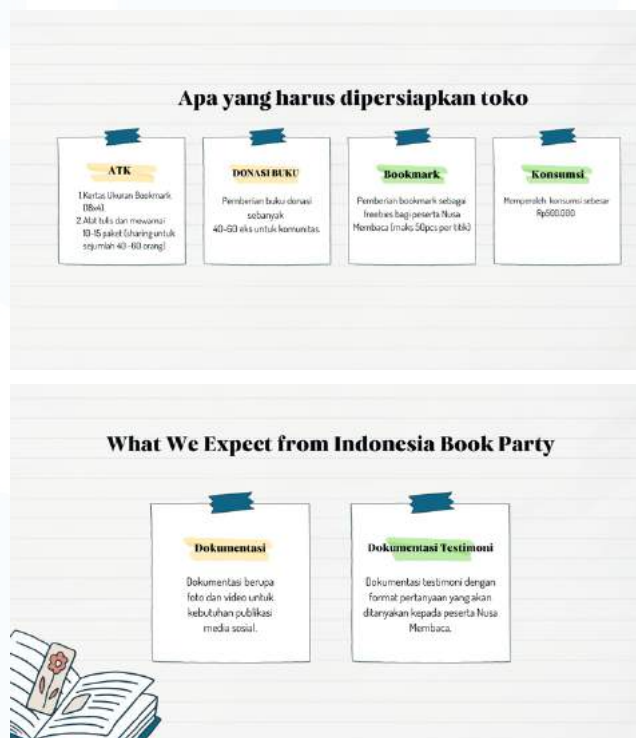 Apa yang harus dipersiapkan toko
ATK
1. Kertas Ukuran Bookmark
(18x4).
2. Alat tulis dan mewarnai
10-15 paket (sharing untuk
sejumlah 40-60 orang)
DONASI BUKU
Pemberian buku donasi
sebanyak
40-60 eks untuk komunitas.
Bookmark
Pemberian bookmark sebagai
freebies bagi peserta Nusa
Membaca (maks 50pcs per titik)
Konsumsi
Memperoleh konsumsi sebesar
Rp500.000
What We Expect from Indonesia Book Party
Dokumentasi
Dokumentasi berupa
foto dan video untuk
kebutuhan publikasi
media sosial.
Dokumentasi Testimoni
Dokumentasi testimoni dengan
format pertanyaan yang akan
ditanyakan kepada peserta Nusa
Membaca.